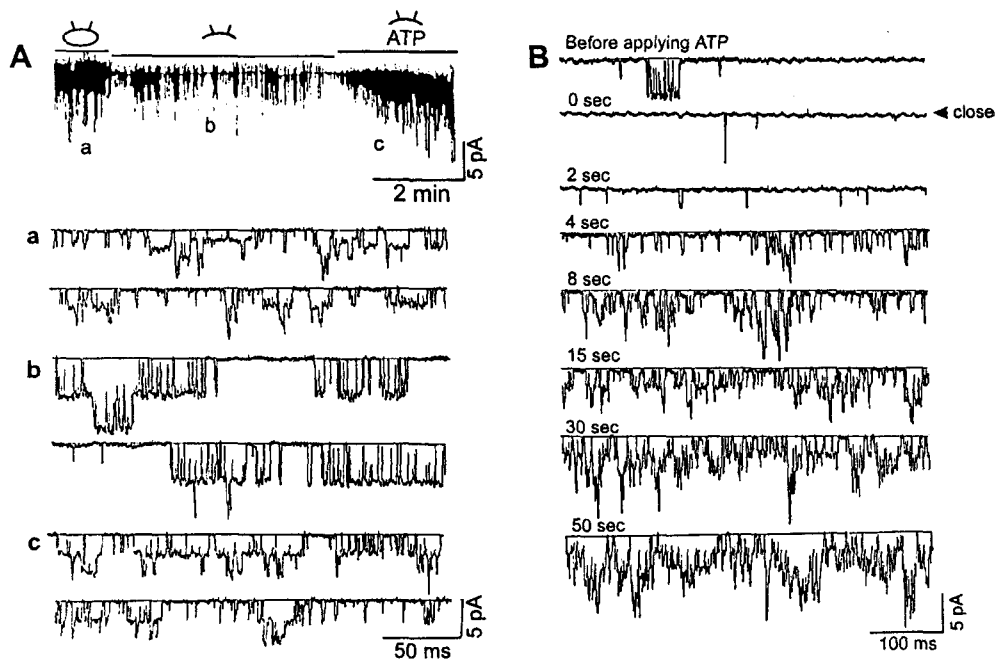 A
ATP
a
b
c
5 pA
2 min
a
b
c
5 pA
50 ms
B
Before applying ATP
0 sec
close
2 sec
4 sec
8 sec
15 sec
30 sec
50 sec
5 pA
100 ms